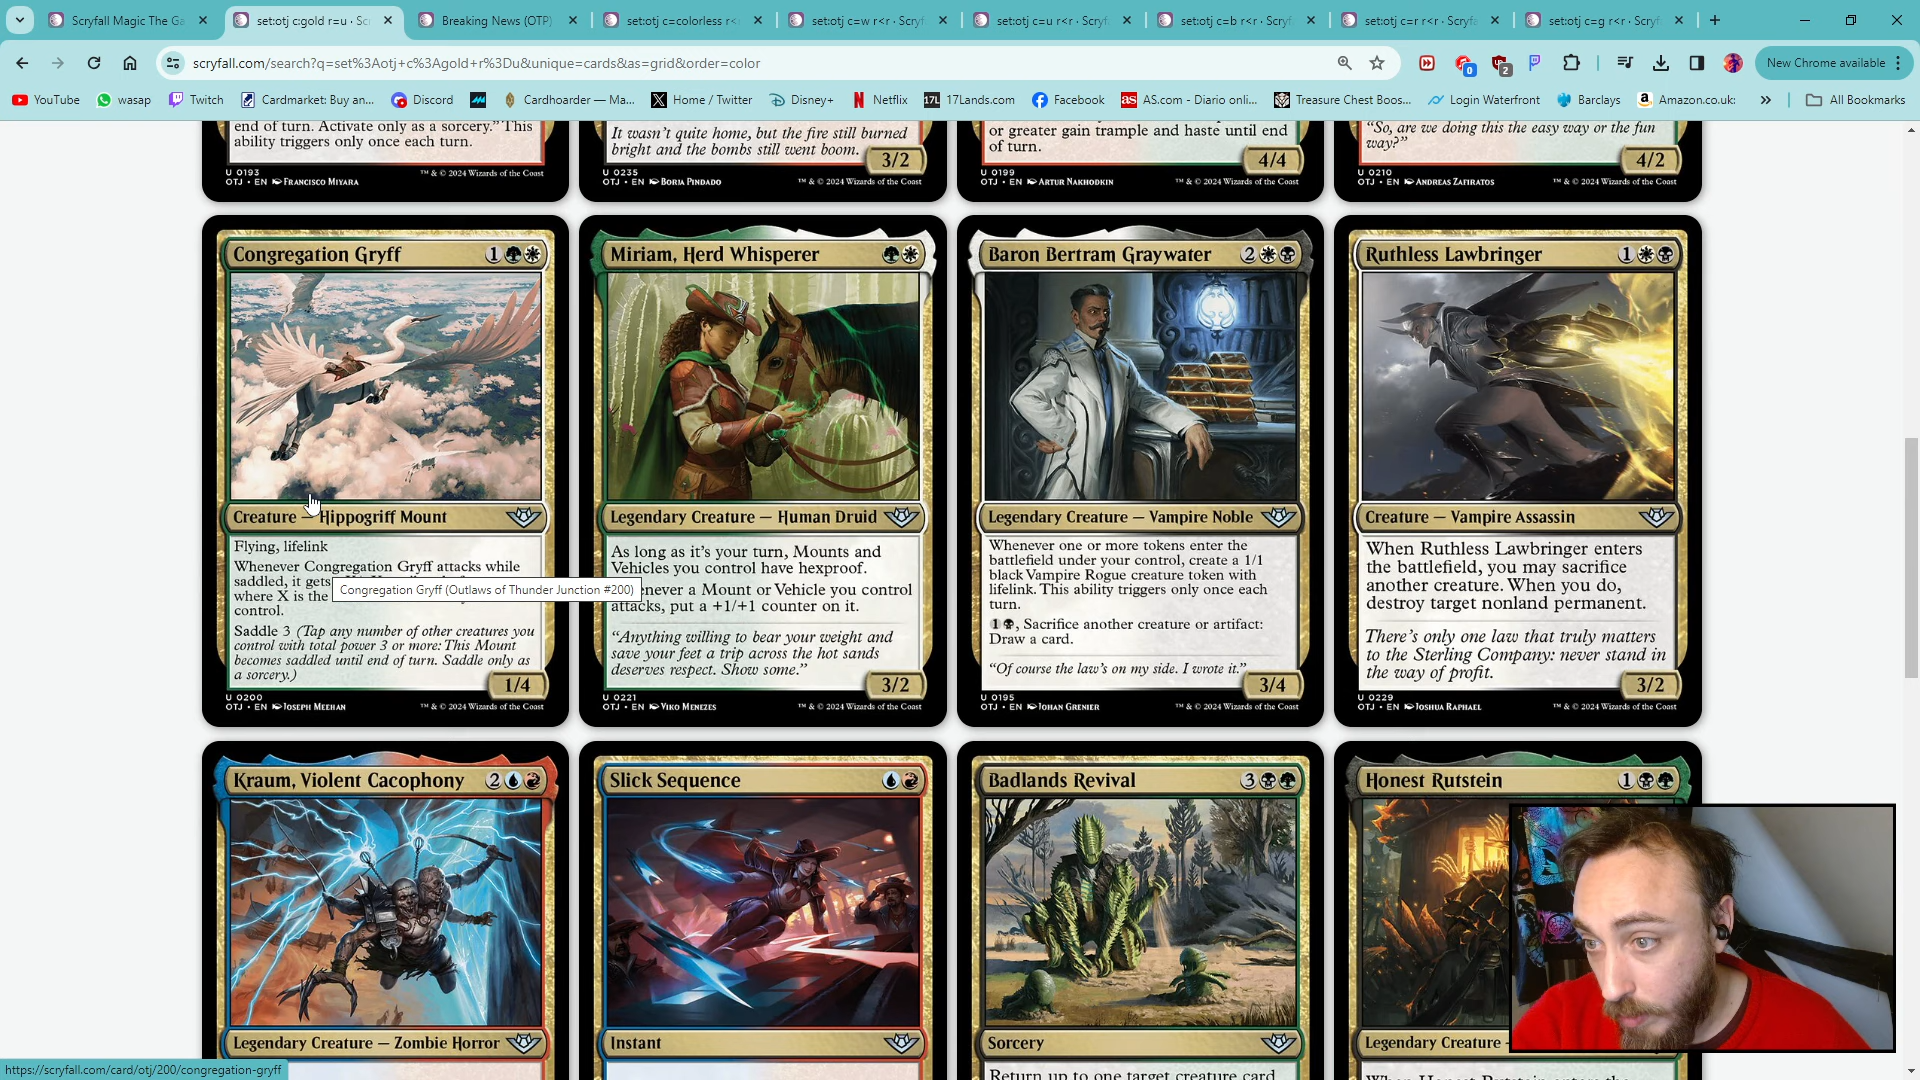 Scryfall Magic The Ga
set:otj c:gold r=u · Sc
Breaking News (OTP)
set:otj c=colorless r<
set:otj c=w r<r · Scryf
set:otj c=u r<r · Scryf
set:otj c=b r<r · Scryf
set:otj c=r r<r · Scryf
set:otj c=g r<r · Scryf
scryfall.com/search?q=set%3Aotj+c%3Agold+r%3Du&unique=cards&as=grid&order=color
0
2
New Chrome available
YouTube
wasap
Twitch
Cardmarket: Buy an...
Discord
Cardhoarder — Ma...
Home / Twitter
Disney+
Netflix
17L 17Lands.com
Facebook
as AS.com - Diario onli...
Treasure Chest Boos...
Login Waterfront
Barclays
Amazon.co.uk:
All Bookmarks
end of turn. Activate only as a sorcery." This
ability triggers only once each turn.
U 0193
OTJ • EN Francisco Miyara
™ & © 2024 Wizards of the Coast
It wasn't quite home, but the fire still burned
bright and the bombs still went boom.
3/2
U 0235
OTJ • EN Borja Pindado
™ & © 2024 Wizards of the Coast
or greater gain trample and haste until end
of turn.
4/4
U 0199
OTJ • EN Artur Nakhodkin
™ & © 2024 Wizards of the Coast
"So, are we doing this the easy way or the fun
way?"
4/2
U 0210
OTJ • EN Andreas Zafiratos
™ & © 2024 Wizards of the Coast
Congregation Gryff
1
Creature — Hippogriff Mount
Flying, lifelink
Whenever Congregation Gryff attacks while
saddled, it gets
where X is the
control.
Saddle 3 (Tap any number of other creatures you
control with total power 3 or more: This Mount
becomes saddled until end of turn. Saddle only as
a sorcery.)
1/4
U 0200
OTJ • EN Joseph Meehan
™ & © 2024 Wizards of the Coast
Congregation Gryff (Outlaws of Thunder Junction #200)
Miriam, Herd Whisperer
Legendary Creature — Human Druid
As long as it's your turn, Mounts and
Vehicles you control have hexproof.
enever a Mount or Vehicle you control
attacks, put a +1/+1 counter on it.
"Anything willing to bear your weight and
save your feet a trip across the hot sands
deserves respect. Show some."
3/2
U 0221
OTJ • EN Viko Menezes
™ & © 2024 Wizards of the Coast
Baron Bertram Graywater
2
Legendary Creature — Vampire Noble
Whenever one or more tokens enter the
battlefield under your control, create a 1/1
black Vampire Rogue creature token with
lifelink. This ability triggers only once each
turn.
1, Sacrifice another creature or artifact:
Draw a card.
"Of course the law's on my side. I wrote it."
3/4
U 0195
OTJ • EN Johan Grenier
™ & © 2024 Wizards of the Coast
Ruthless Lawbringer
1
Creature — Vampire Assassin
When Ruthless Lawbringer enters
the battlefield, you may sacrifice
another creature. When you do,
destroy target nonland permanent.
There's only one law that truly matters
to the Sterling Company: never stand in
the way of profit.
3/2
U 0229
OTJ • EN Joshua Raphael
™ & © 2024 Wizards of the Coast
Kraum, Violent Cacophony
2
Legendary Creature — Zombie Horror
Slick Sequence
Instant
Badlands Revival
3
Sorcery
Return up to one target creature card
Honest Rutstein
1
Legendary Creature -
https://scryfall.com/card/otj/200/congregation-gryff